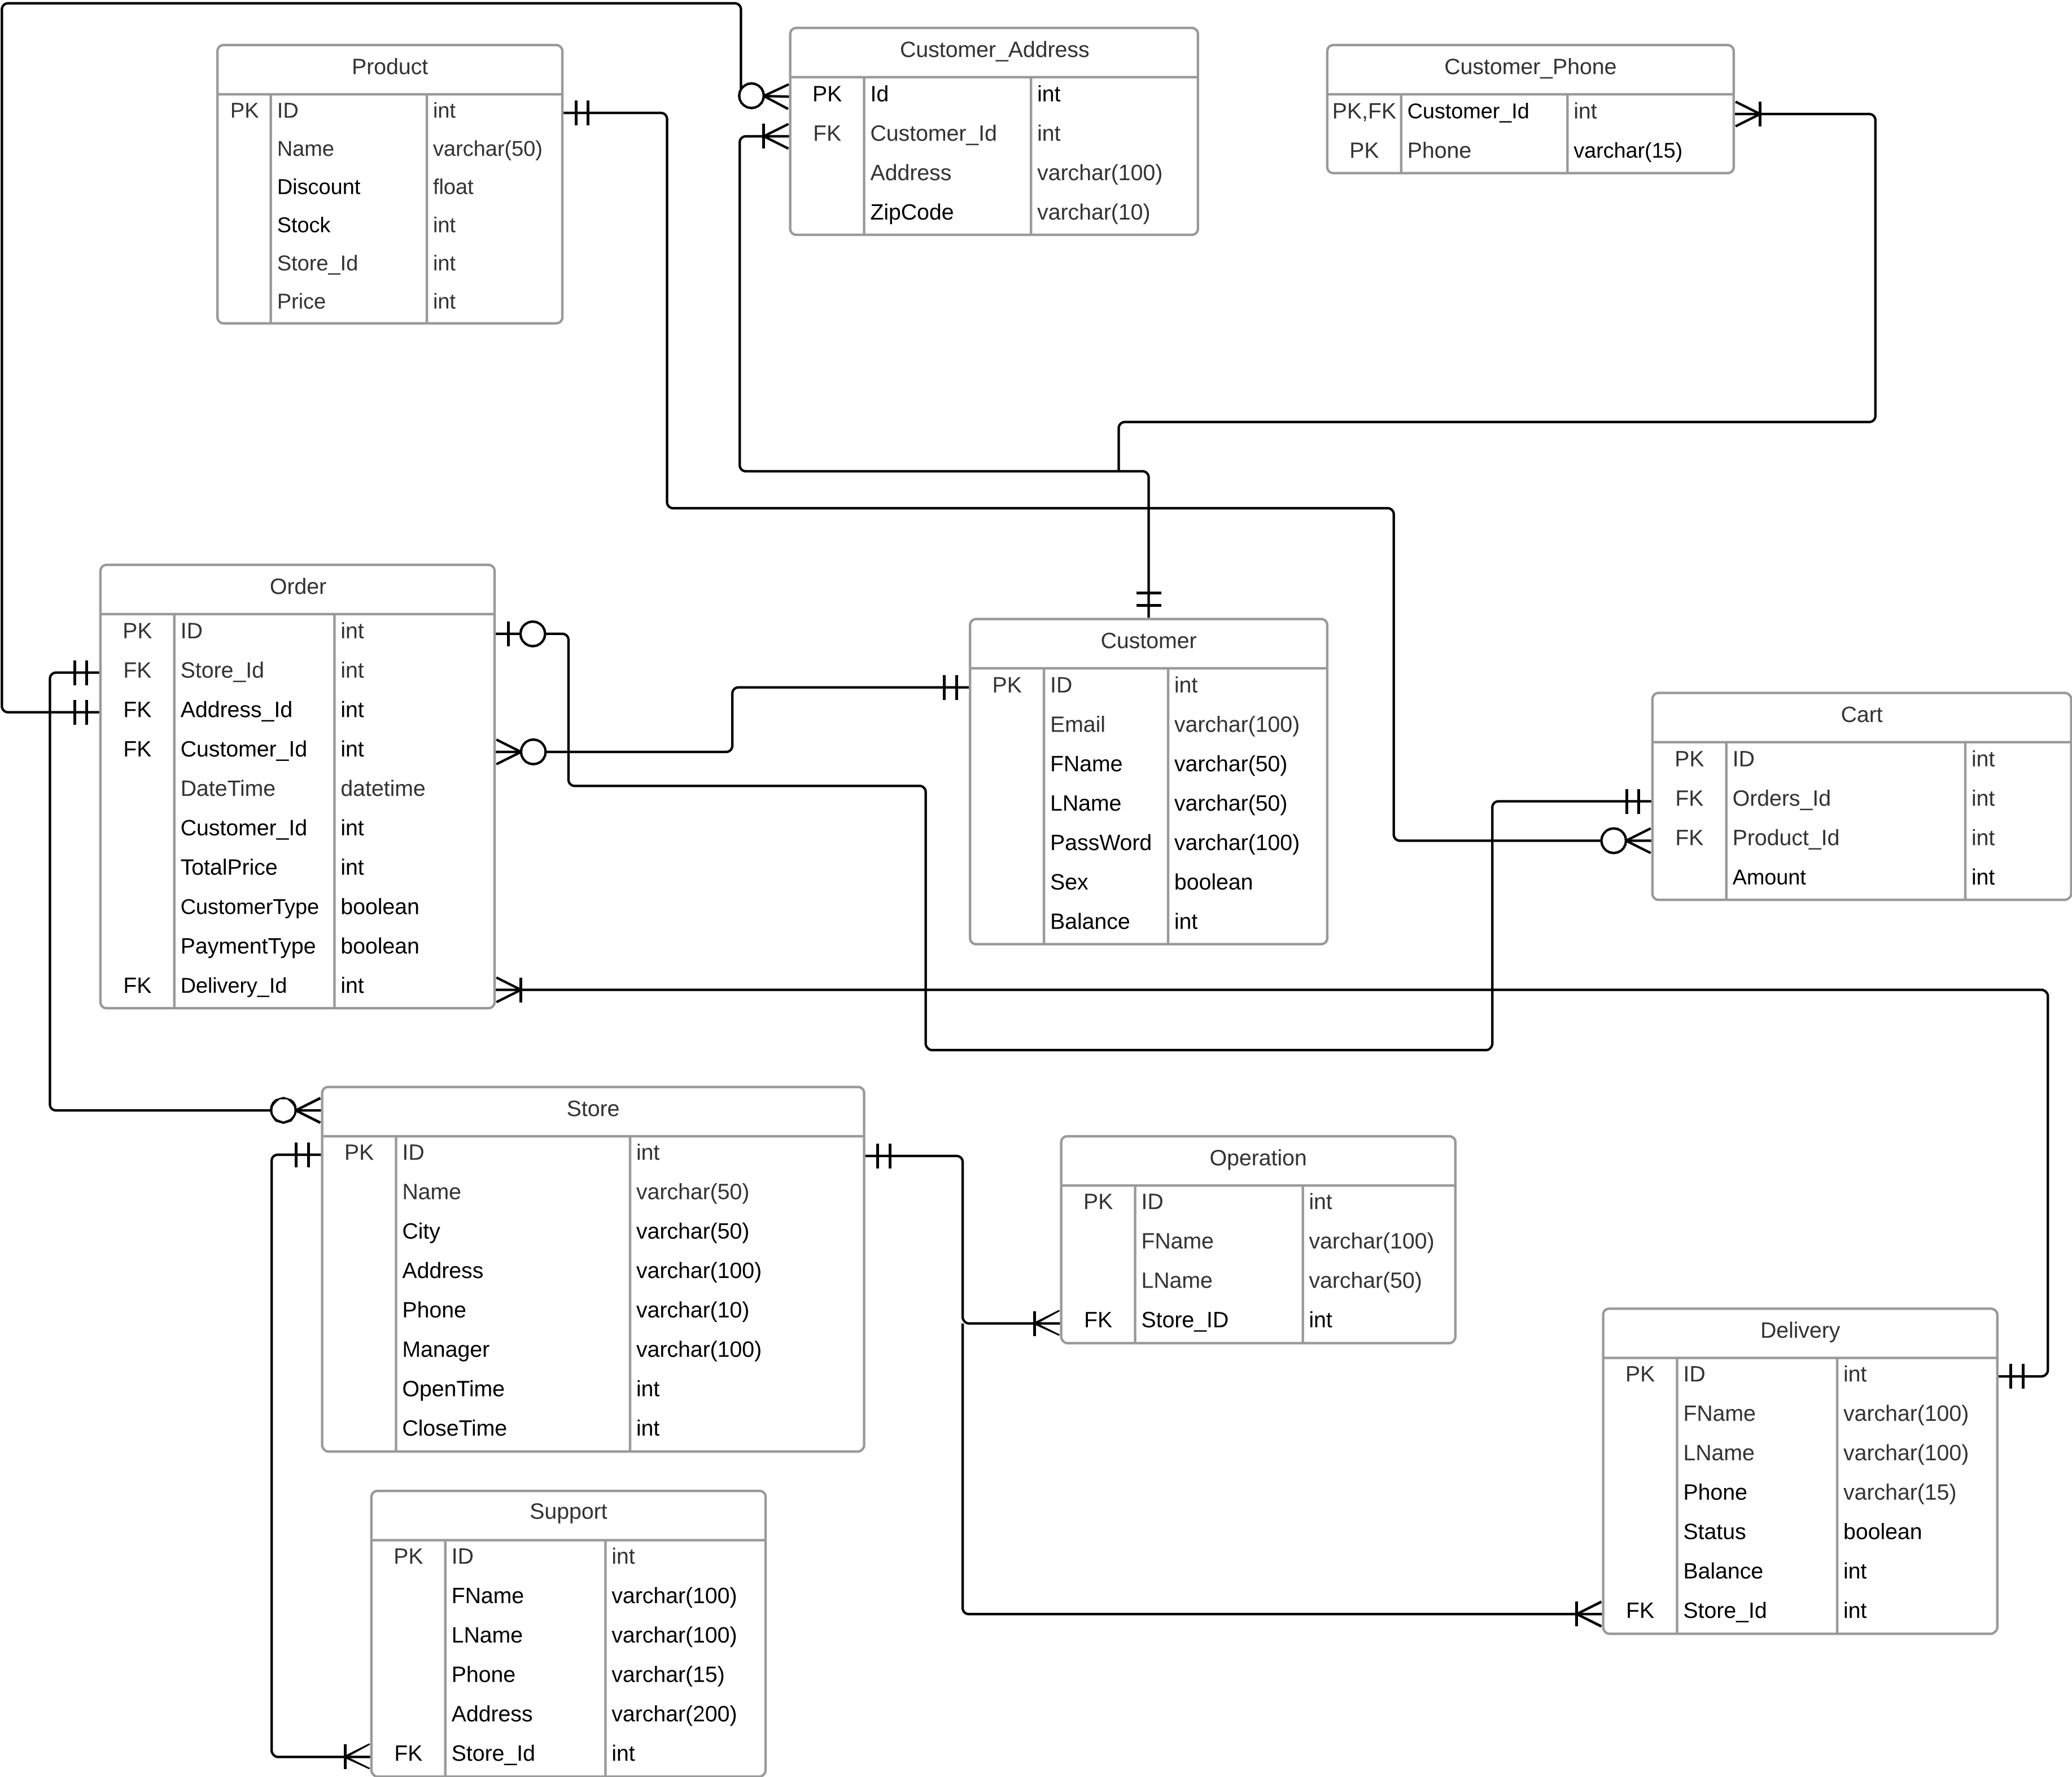 Product
PK ID int
Name varchar(50)
Discount float
Stock int
Store_Id int
Price int
Customer_Address
PK Id int
FK Customer_Id int
Address varchar(100)
ZipCode varchar(10)
Customer_Phone
PK,FK Customer_Id int
PK Phone varchar(15)
Order
PK ID int
FK Store_Id int
FK Address_Id int
FK Customer_Id int
DateTime datetime
Customer_Id int
TotalPrice int
CustomerType boolean
PaymentType boolean
FK Delivery_Id int
Customer
PK ID int
Email varchar(100)
FName varchar(50)
LName varchar(50)
PassWord varchar(100)
Sex boolean
Balance int
Cart
PK ID int
FK Orders_Id int
FK Product_Id int
Amount int
Store
PK ID int
Name varchar(50)
City varchar(50)
Address varchar(100)
Phone varchar(10)
Manager varchar(100)
OpenTime int
CloseTime int
Operation
PK ID int
FName varchar(100)
LName varchar(50)
FK Store_ID int
Delivery
PK ID int
FName varchar(100)
LName varchar(100)
Phone varchar(15)
Status boolean
Balance int
FK Store_Id int
Support
PK ID int
FName varchar(100)
LName varchar(100)
Phone varchar(15)
Address varchar(200)
FK Store_Id int